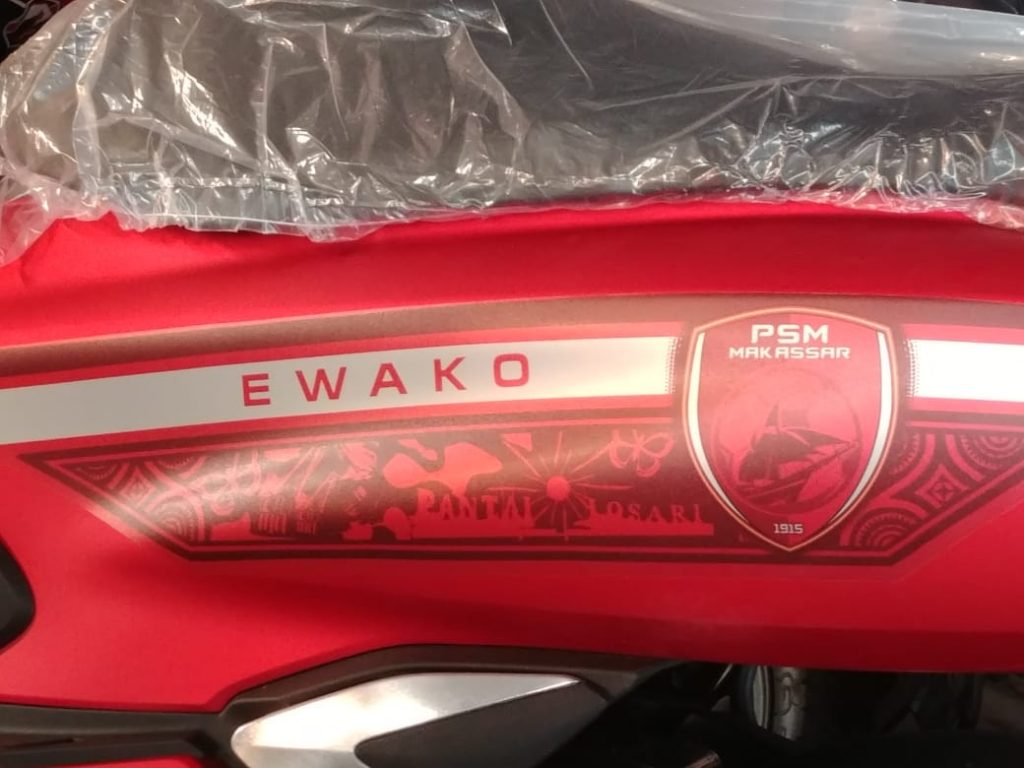 PSM
MAKASSAR
EWAKO
PANTAI LOSARI
1915